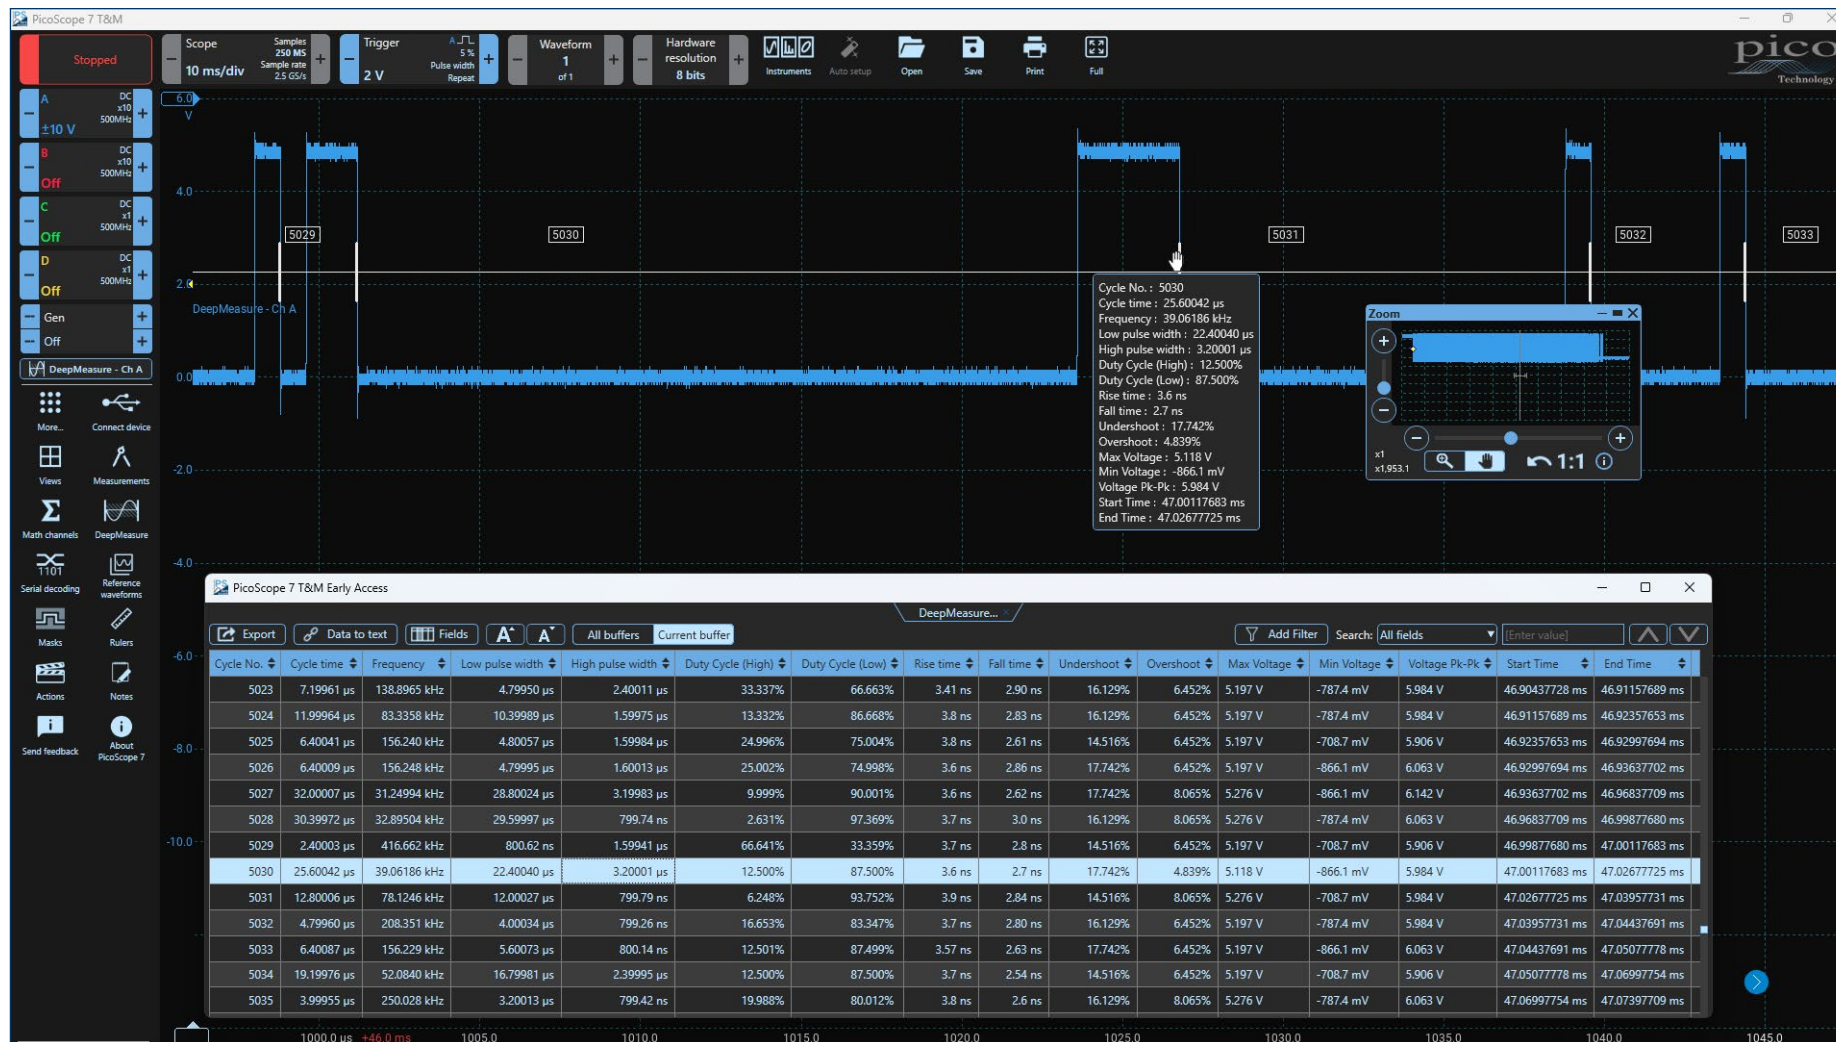 PicoScope 7 T&M
Stopped
Scope
10 ms/div
Samples
250 MS
Sample rate
2.5 GS/s
Trigger
2 V
A
5 %
Pulse width
Repeat
Waveform
1
of 1
Hardware
resolution
8 bits
Instruments
Auto setup
Open
Save
Print
Full
pico
Technology
A
DC
x10
500MHz
±10 V
B
DC
x10
500MHz
Off
C
DC
x1
500MHz
Off
D
DC
x1
500MHz
Off
Gen
Off
DeepMeasure - Ch A
More...
Connect device
Views
Measurements
Math channels
DeepMeasure
1101
Serial decoding
Reference
waveforms
Masks
Rulers
Actions
Notes
Send feedback
About
PicoScope 7
6.0
V
4.0
2.0
0.0
-2.0
-4.0
-6.0
-8.0
-10.0
DeepMeasure - Ch A
5029
5030
5031
5032
5033
Cycle No. : 5030
Cycle time : 25.60042 µs
Frequency : 39.06186 kHz
Low pulse width : 22.40040 µs
High pulse width : 3.20001 µs
Duty Cycle (High) : 12.500%
Duty Cycle (Low) : 87.500%
Rise time : 3.6 ns
Fall time : 2.7 ns
Undershoot : 17.742%
Overshoot : 4.839%
Max Voltage : 5.118 V
Min Voltage : -866.1 mV
Voltage Pk-Pk : 5.984 V
Start Time : 47.00117683 ms
End Time : 47.02677725 ms
Zoom
x1
x1,953.1
1:1
PicoScope 7 T&M Early Access
DeepMeasure...
Export
Data to text
Fields
A
A
All buffers
Current buffer
Add Filter
Search:
All fields
[Enter value]
Cycle No. Cycle time Frequency Low pulse width High pulse width Duty Cycle (High) Duty Cycle (Low) Rise time Fall time Undershoot Overshoot Max Voltage Min Voltage Voltage Pk-Pk Start Time End Time
5023 7.19961 µs 138.8965 kHz 4.79950 µs 2.40011 µs 33.337% 66.663% 3.41 ns 2.90 ns 16.129% 6.452% 5.197 V -787.4 mV 5.984 V 46.90437728 ms 46.91157689 ms
5024 11.99964 µs 83.3358 kHz 10.39989 µs 1.59975 µs 13.332% 86.668% 3.8 ns 2.83 ns 16.129% 6.452% 5.197 V -787.4 mV 5.984 V 46.91157689 ms 46.92357653 ms
5025 6.40041 µs 156.240 kHz 4.80057 µs 1.59984 µs 24.996% 75.004% 3.8 ns 2.61 ns 14.516% 6.452% 5.197 V -708.7 mV 5.906 V 46.92357653 ms 46.92997694 ms
5026 6.40009 µs 156.248 kHz 4.79995 µs 1.60013 µs 25.002% 74.998% 3.6 ns 2.86 ns 17.742% 6.452% 5.197 V -866.1 mV 6.063 V 46.92997694 ms 46.93637702 ms
5027 32.00007 µs 31.24994 kHz 28.80024 µs 3.19983 µs 9.999% 90.001% 3.6 ns 2.62 ns 17.742% 8.065% 5.276 V -866.1 mV 6.142 V 46.93637702 ms 46.96837709 ms
5028 30.39972 µs 32.89504 kHz 29.59997 µs 799.74 ns 2.631% 97.369% 3.7 ns 3.0 ns 16.129% 8.065% 5.276 V -787.4 mV 6.063 V 46.96837709 ms 46.99877680 ms
5029 2.40003 µs 416.662 kHz 800.62 ns 1.59941 µs 66.641% 33.359% 3.7 ns 2.8 ns 14.516% 6.452% 5.197 V -708.7 mV 5.906 V 46.99877680 ms 47.00117683 ms
5030 25.60042 µs 39.06186 kHz 22.40040 µs 3.20001 µs 12.500% 87.500% 3.6 ns 2.7 ns 17.742% 4.839% 5.118 V -866.1 mV 5.984 V 47.00117683 ms 47.02677725 ms
5031 12.80006 µs 78.1246 kHz 12.00027 µs 799.79 ns 6.248% 93.752% 3.9 ns 2.84 ns 14.516% 8.065% 5.276 V -708.7 mV 5.984 V 47.02677725 ms 47.03957731 ms
5032 4.79960 µs 208.351 kHz 4.00034 µs 799.26 ns 16.653% 83.347% 3.7 ns 2.80 ns 16.129% 6.452% 5.197 V -787.4 mV 5.984 V 47.03957731 ms 47.04437691 ms
5033 6.40087 µs 156.229 kHz 5.60073 µs 800.14 ns 12.501% 87.499% 3.57 ns 2.63 ns 17.742% 6.452% 5.197 V -866.1 mV 6.063 V 47.04437691 ms 47.05077778 ms
5034 19.19976 µs 52.0840 kHz 16.79981 µs 2.39995 µs 12.500% 87.500% 3.7 ns 2.54 ns 14.516% 6.452% 5.197 V -708.7 mV 5.906 V 47.05077778 ms 47.06997754 ms
5035 3.99955 µs 250.028 kHz 3.20013 µs 799.42 ns 19.988% 80.012% 3.8 ns 2.6 ns 16.129% 8.065% 5.276 V -787.4 mV 6.063 V 47.06997754 ms 47.07397709 ms
1000.0 µs +46.0 ms 1005.0 1010.0 1015.0 1020.0 1025.0 1030.0 1035.0 1040.0 1045.0